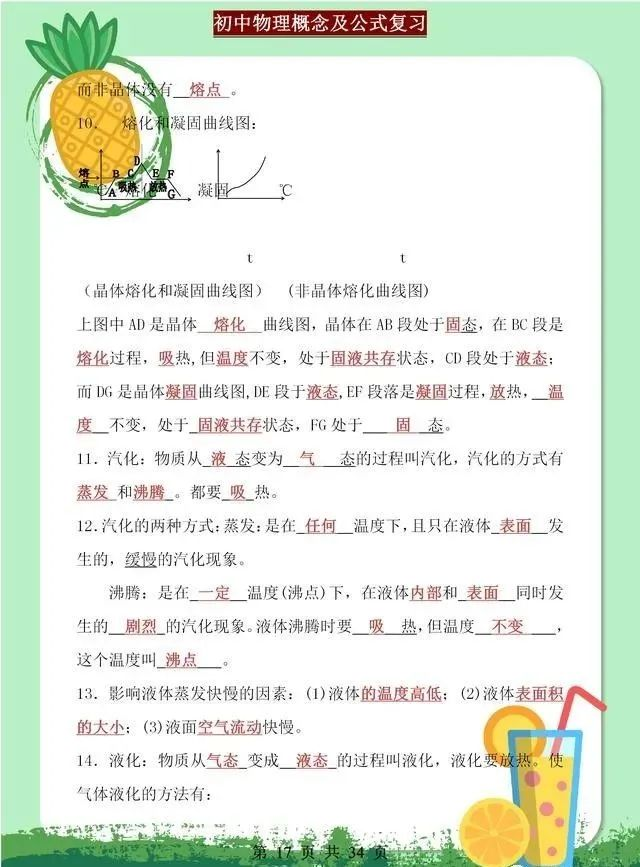 初中物理概念及公式复习
而非晶体没有 熔点 。
10. 熔化和凝固曲线图:
熔点 A B C D E F G 吸热 放热
℃ 熔化 凝固 ℃
t t
(晶体熔化和凝固曲线图) (非晶体熔化曲线图)
上图中 AD 是晶体 熔化 曲线图,晶体在 AB 段处于固态,在 BC 段是
熔化过程,吸热,但温度不变,处于固液共存状态,CD 段处于液态;
而 DG 是晶体凝固曲线图,DE 段于液态,EF 段落是凝固过程,放热, 温
度 不变,处于 固液共存状态,FG 处于 固 态。
11. 汽化:物质从 液 态变为 气 态的过程叫汽化,汽化的方式有
蒸发 和沸腾 。都要 吸 热。
12.汽化的两种方式:蒸发:是在 任何 温度下,且只在液体 表面 发
生的,缓慢的汽化现象。
沸腾:是在 一定 温度(沸点)下,在液体内部和 表面 同时发
生的 剧烈 的汽化现象。液体沸腾时要 吸 热,但温度 不变 ,
这个温度叫 沸点 。
13. 影响液体蒸发快慢的因素:(1)液体的温度高低;(2)液体表面积
的大小;(3)液面空气流动快慢。
14. 液化:物质从气态 变成 液态 的过程叫液化,液化要放热。使
气体液化的方法有:
第 17 页 共 34 页